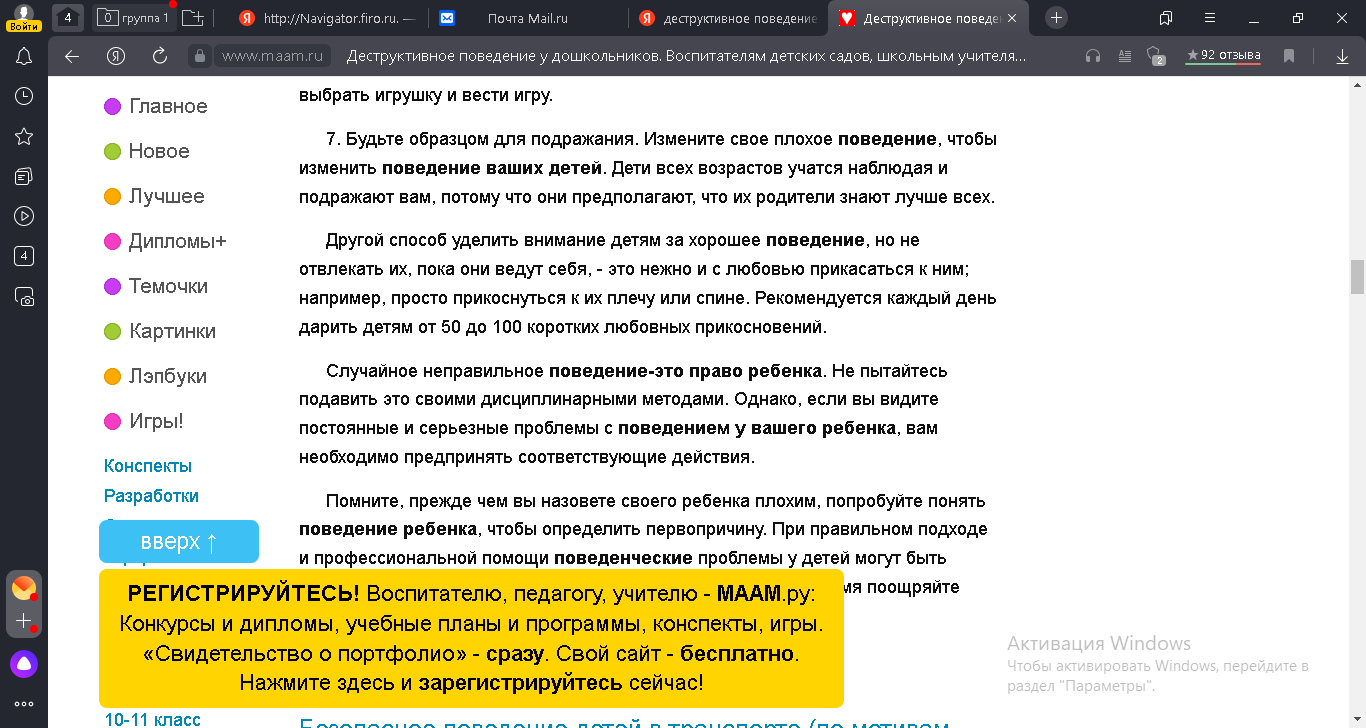 Войти
4
0 группа 1
http://Navigator.firo.ru. —
Почта Mail.ru
деструктивное поведение
Деструктивное поведен
www.maam.ru
Деструктивное поведение у дошкольников. Воспитателям детских садов, школьным учителя...
2
★ 92 отзыва
4
Главное
Новое
Лучшее
Дипломы+
Темочки
Картинки
Лэпбуки
Игры!
Конспекты
Разработки
вверх ↑
10-11 класс
выбрать игрушку и вести игру.
7. Будьте образцом для подражания. Измените свое плохое поведение, чтобы
изменить поведение ваших детей. Дети всех возрастов учатся наблюдая и
подражают вам, потому что они предполагают, что их родители знают лучше всех.
Другой способ уделить внимание детям за хорошее поведение, но не
отвлекать их, пока они ведут себя, - это нежно и с любовью прикасаться к ним;
например, просто прикоснуться к их плечу или спине. Рекомендуется каждый день
дарить детям от 50 до 100 коротких любовных прикосновений.
Случайное неправильное поведение-это право ребенка. Не пытайтесь
подавить это своими дисциплинарными методами. Однако, если вы видите
постоянные и серьезные проблемы с поведением у вашего ребенка, вам
необходимо предпринять соответствующие действия.
Помните, прежде чем вы назовете своего ребенка плохим, попробуйте понять
поведение ребенка, чтобы определить первопричину. При правильном подходе
и профессиональной помощи поведенческие проблемы у детей могут быть
поощряйте
РЕГИСТРИРУЙТЕСЬ! Воспитателю, педагогу, учителю - МААМ.ру:
Конкурсы и дипломы, учебные планы и программы, конспекты, игры.
«Свидетельство о портфолио» - сразу. Свой сайт - бесплатно.
Нажмите здесь и зарегистрируйтесь сейчас!
Безопасное поведение детей в транспорте (по мотивам
Активация Windows
Чтобы активировать Windows, перейдите в
раздел "Параметры".